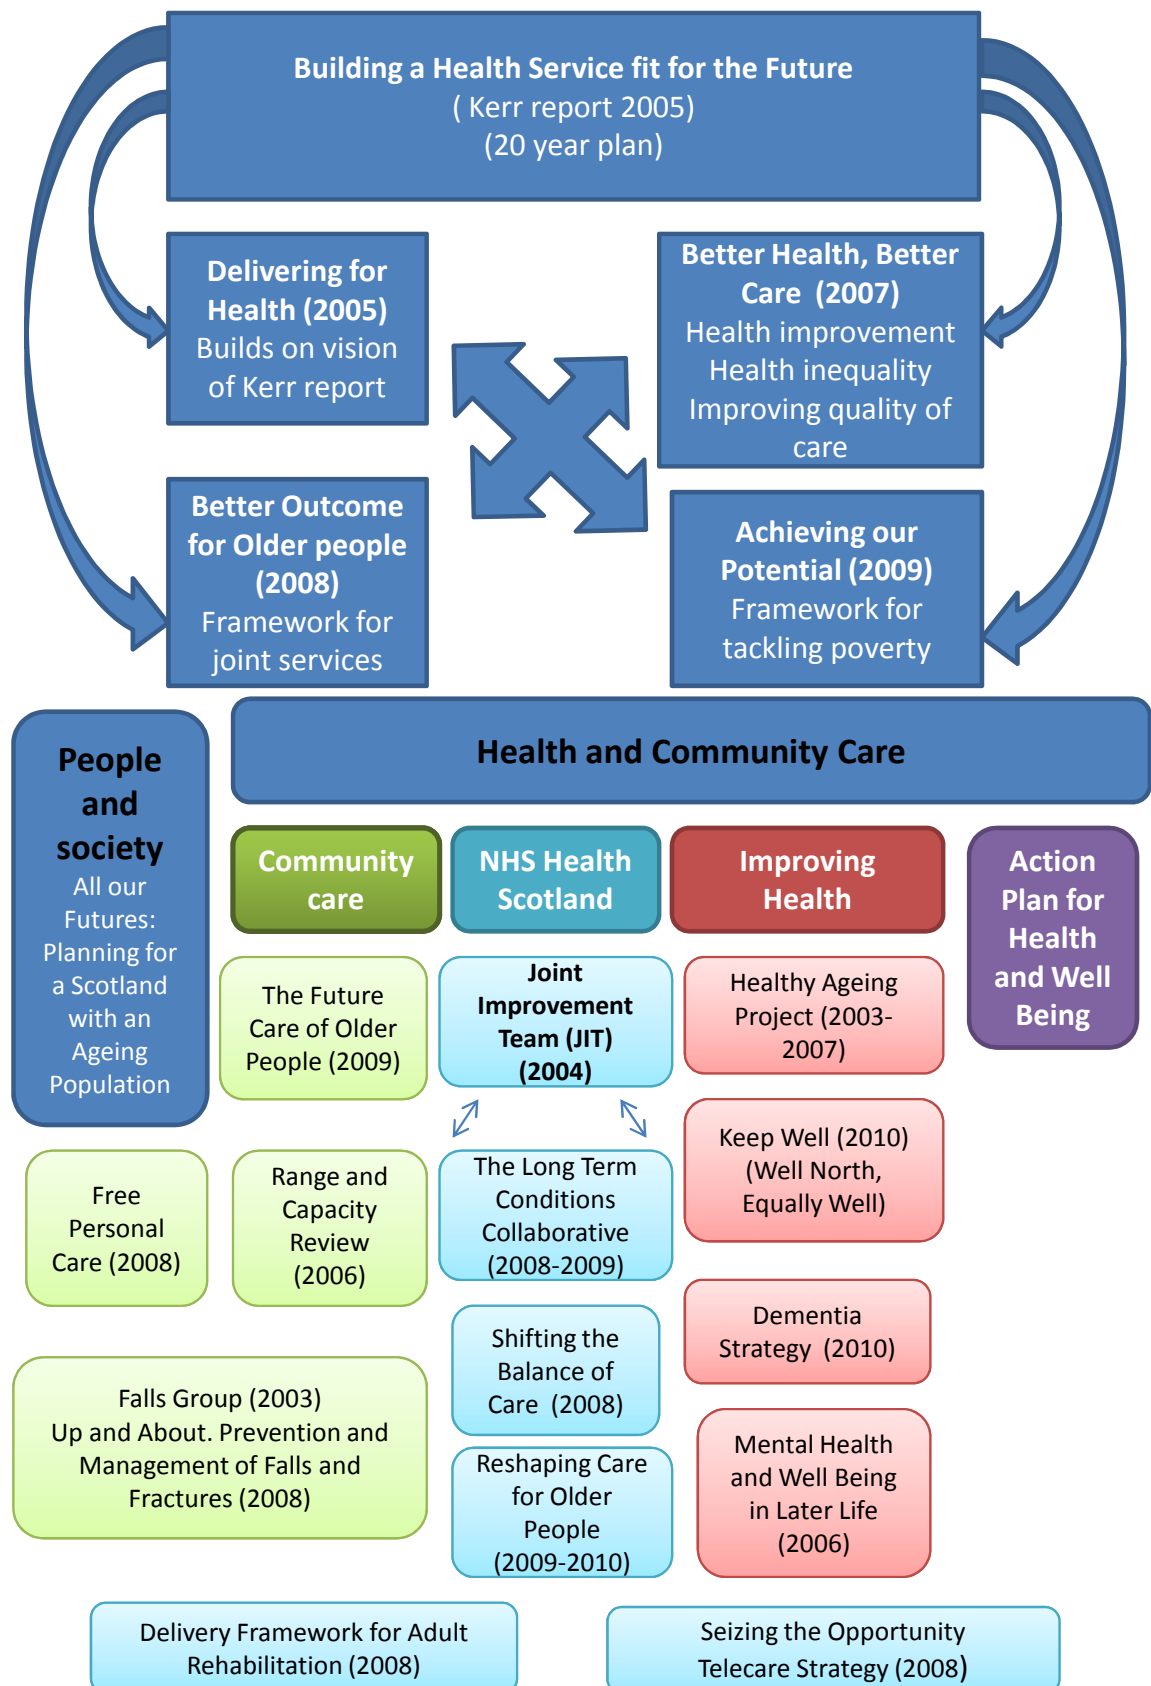 Building a Health Service fit for the Future
( Kerr report 2005)
(20 year plan)
Delivering for
Health (2005)
Builds on vision
of Kerr report
Better Health, Better
Care  (2007)
Health improvement
Health inequality
Improving quality of
care
Better Outcome
for Older people
(2008)
Framework for
joint services
Achieving our
Potential (2009)
Framework for
tackling poverty
People
and
society
All our
Futures:
Planning for
a Scotland
with an
Ageing
Population
Health and Community Care
Community
care
NHS Health
Scotland
Improving
Health
Action
Plan for
Health
and Well
Being
The Future
Care of Older
People (2009)
Joint
Improvement
Team (JIT)
(2004)
Healthy Ageing
Project (2003-
2007)
Free
Personal
Care (2008)
Range and
Capacity
Review
(2006)
The Long Term
Conditions
Collaborative
(2008-2009)
Keep Well (2010)
(Well North,
Equally Well)
Shifting the
Balance of
Care  (2008)
Dementia
Strategy  (2010)
Falls Group (2003)
Up and About. Prevention and
Management of Falls and
Fractures (2008)
Reshaping Care
for Older
People
(2009-2010)
Mental Health
and Well Being
in Later Life
(2006)
Delivery Framework for Adult
Rehabilitation (2008)
Seizing the Opportunity
Telecare Strategy (2008)